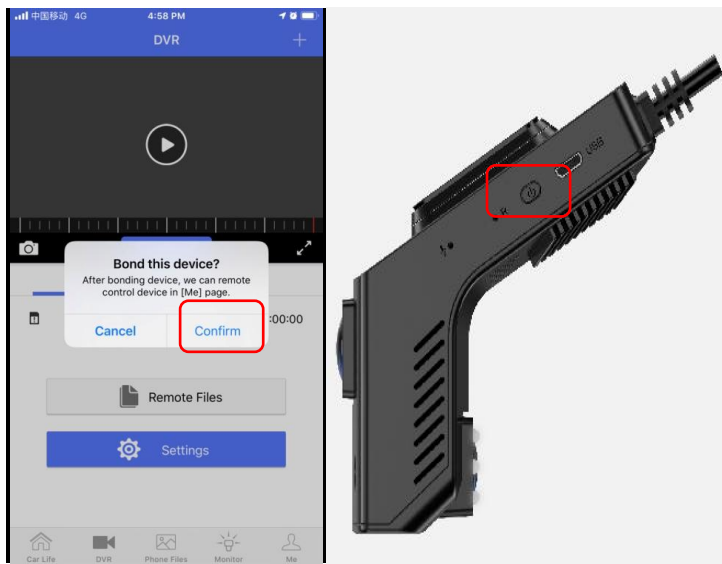 中国移动 4G
4:58 PM
DVR
Bond this device?
After bonding device, we can remote
control device in [Me] page.
Cancel
Confirm
:00:00
Remote Files
Settings
Car Life
DVR
Phone Files
Monitor
Me
USB
R